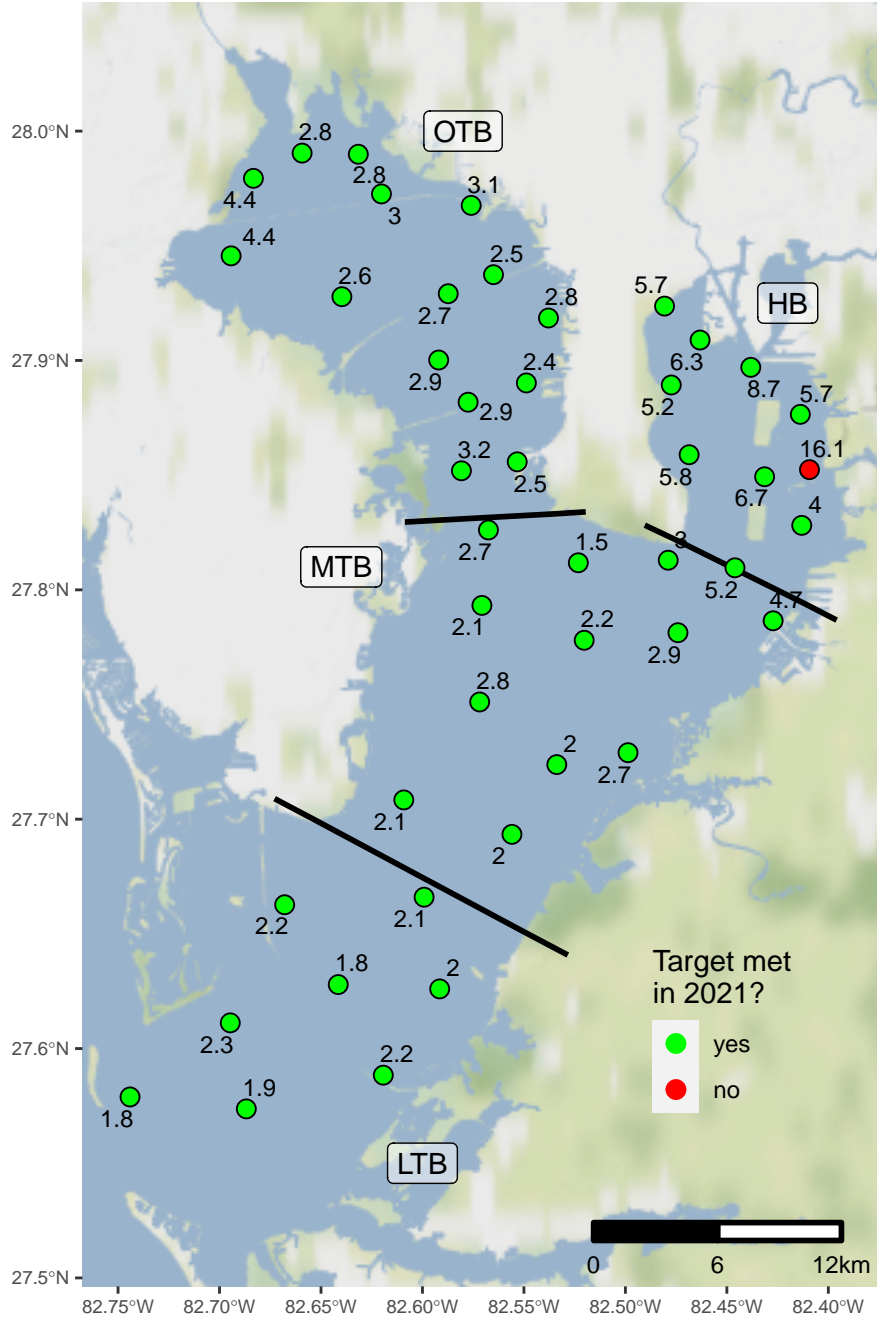 28.0°N
27.9°N
27.8°N
27.7°N
27.6°N
27.5°N
OTB
2.8
2.8
4.4
3
3.1
4.4
2.5
2.6
2.7
2.8
5.7
HB
6.3
2.9
2.4
5.2
8.7
5.7
2.9
16.1
3.2
2.5
5.8
6.7
4
2.7
1.5
3
MTB
5.2
2.1
4.7
2.2
2.9
2.8
2
2.7
2.1
2
2.2
2.1
1.8
2
2.3
2.2
1.8
1.9
LTB
Target met
in 2021?
yes
no
0 6 12km
82.75°W 82.70°W 82.65°W 82.60°W 82.55°W 82.50°W 82.45°W 82.40°W